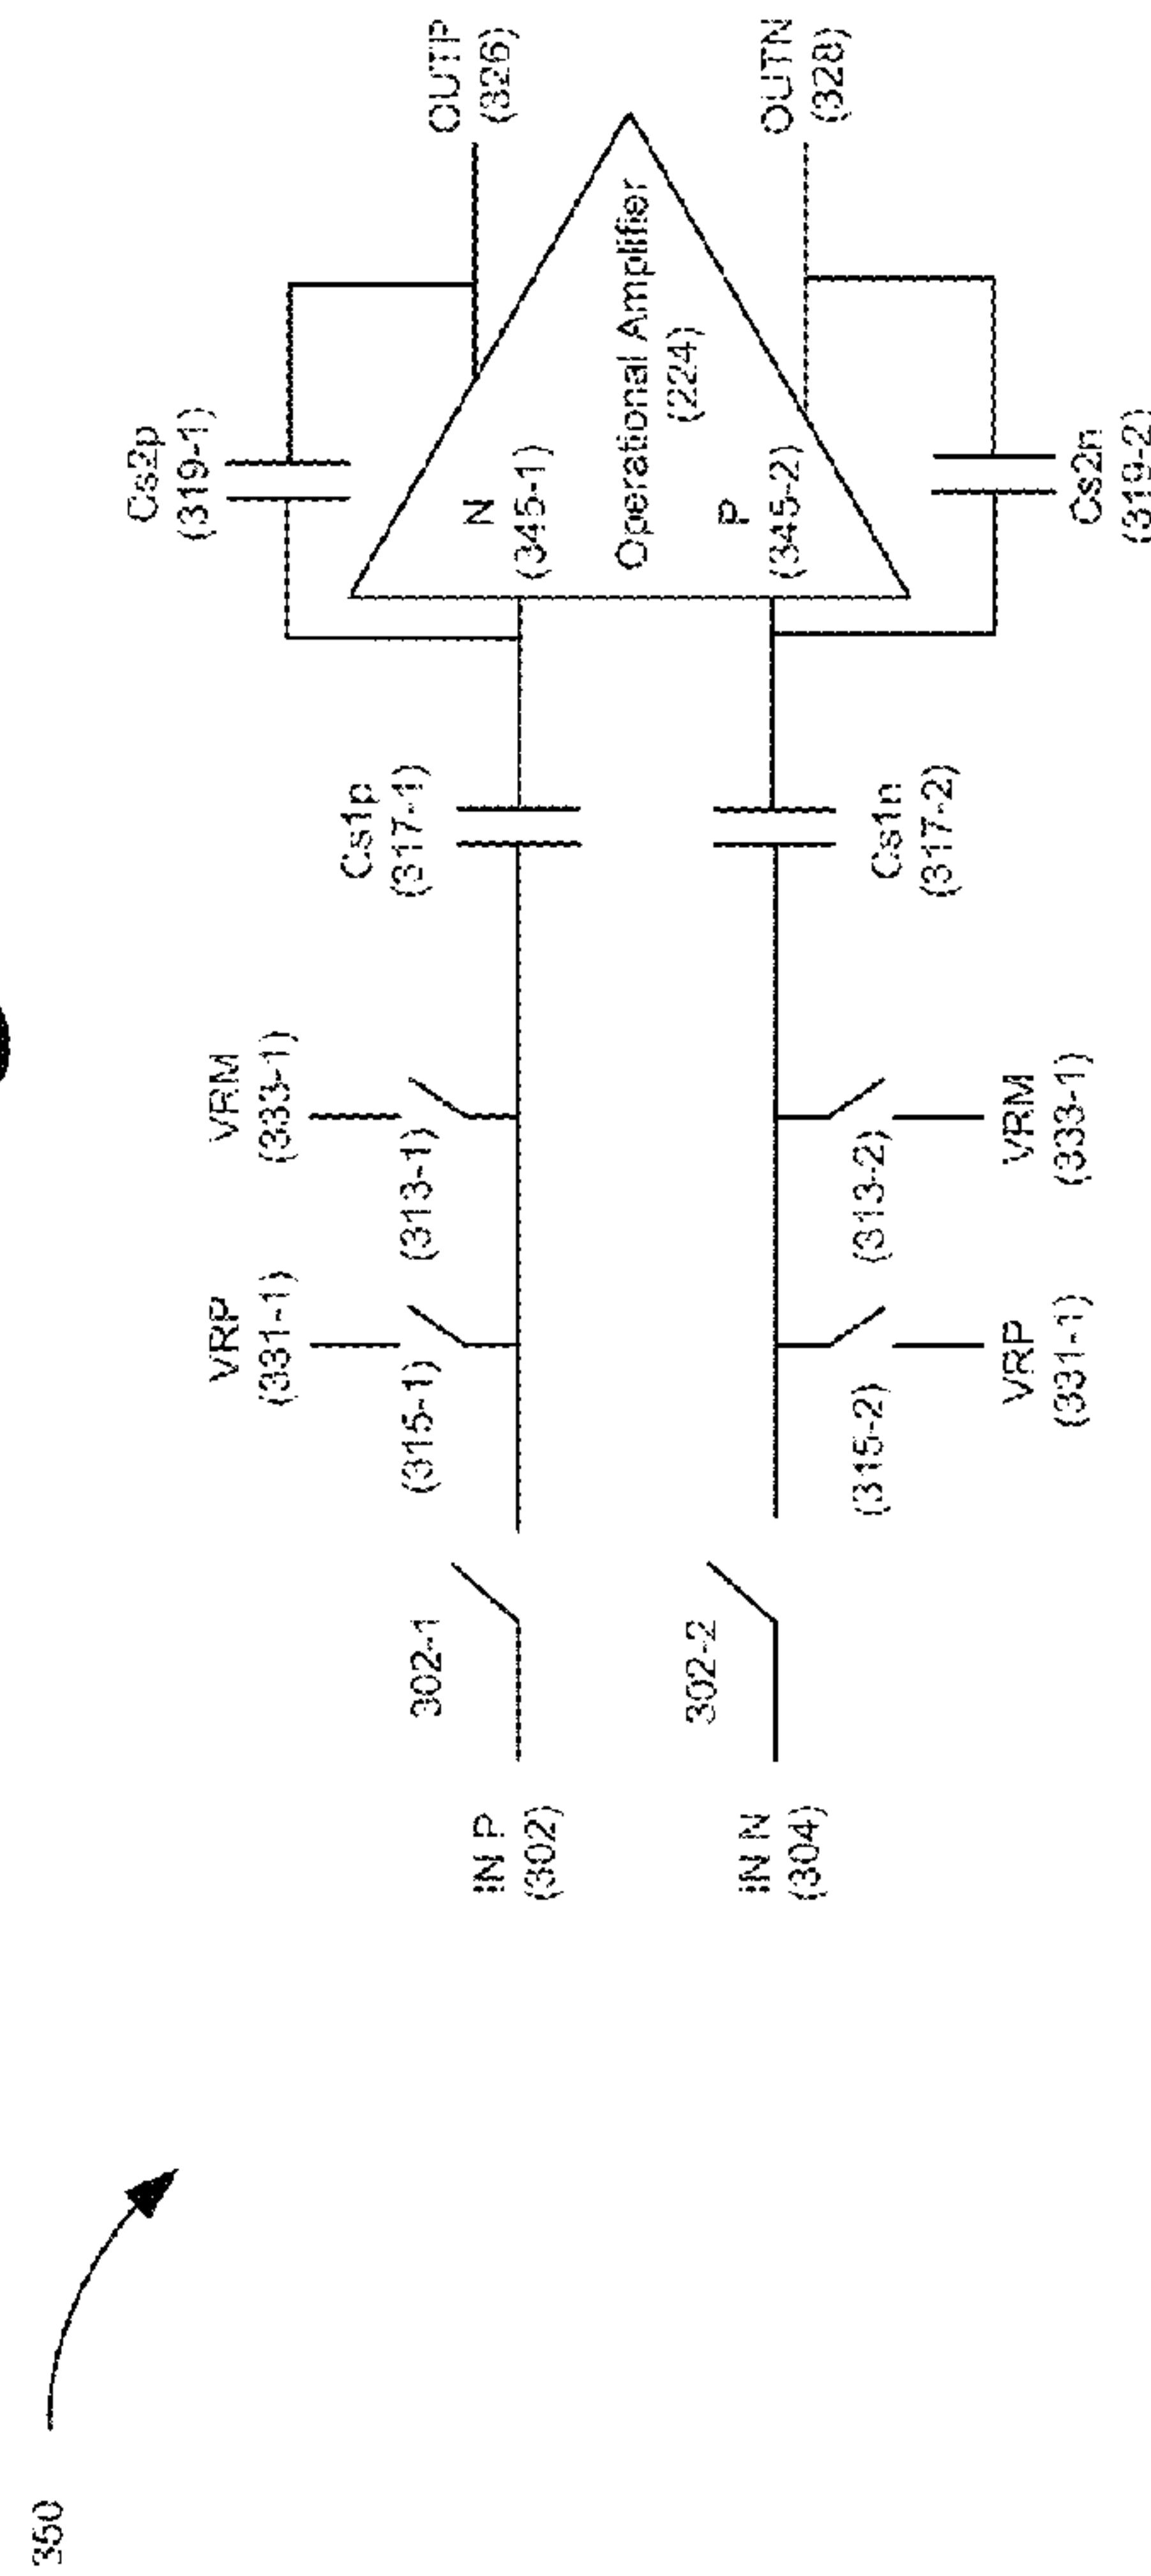 350
IN P
(302)
IN N
(304)
302-1
302-2
VRP
(331-1)
(315-1)
VRM
(333-1)
(313-1)
(315-2)
VRP
(331-1)
(313-2)
VRM
(333-1)
Cs1p
(317-1)
Cs1n
(317-2)
Cs2p
(319-1)
N
(345-1)
Operational Amplifier
(224)
P
(345-2)
Cs2n
(319-2)
OUTP
(326)
OUTN
(328)